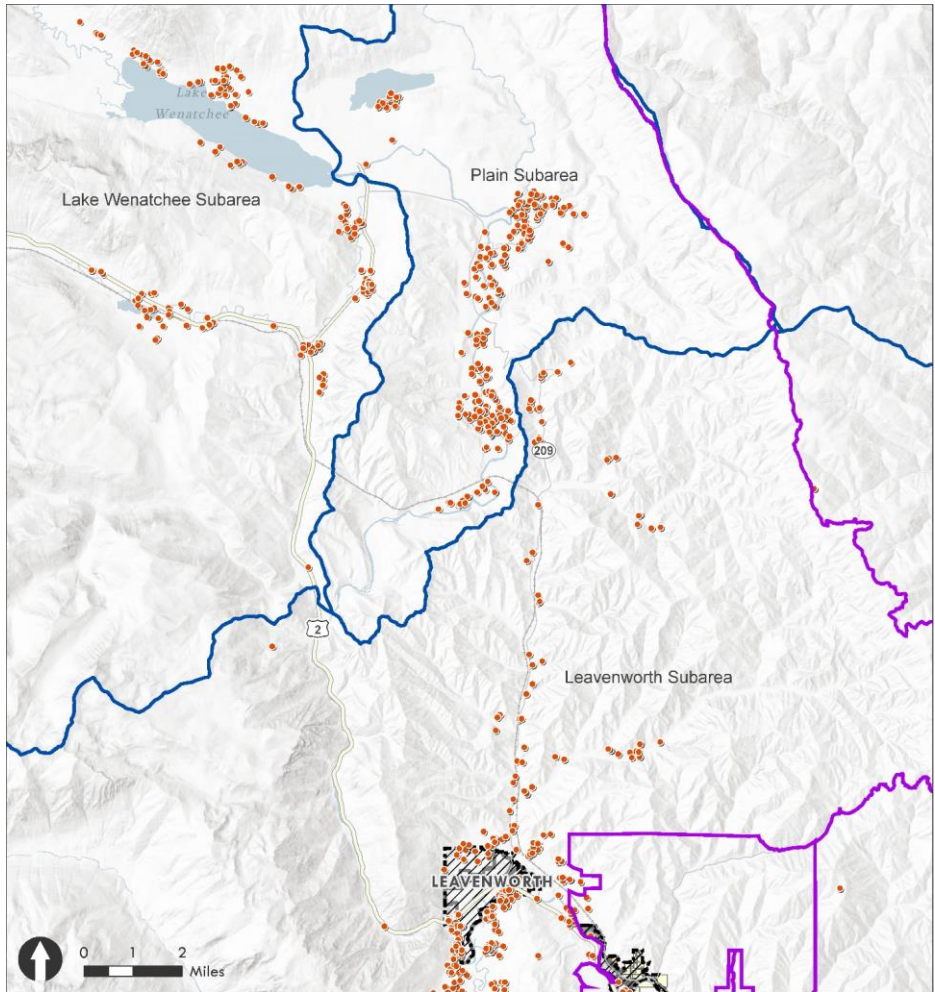 Lake
Wenatchee
Plain Subarea
Lake Wenatchee Subarea
209
2
Leavenworth Subarea
LEAVENWORTH
0 1 2
Miles